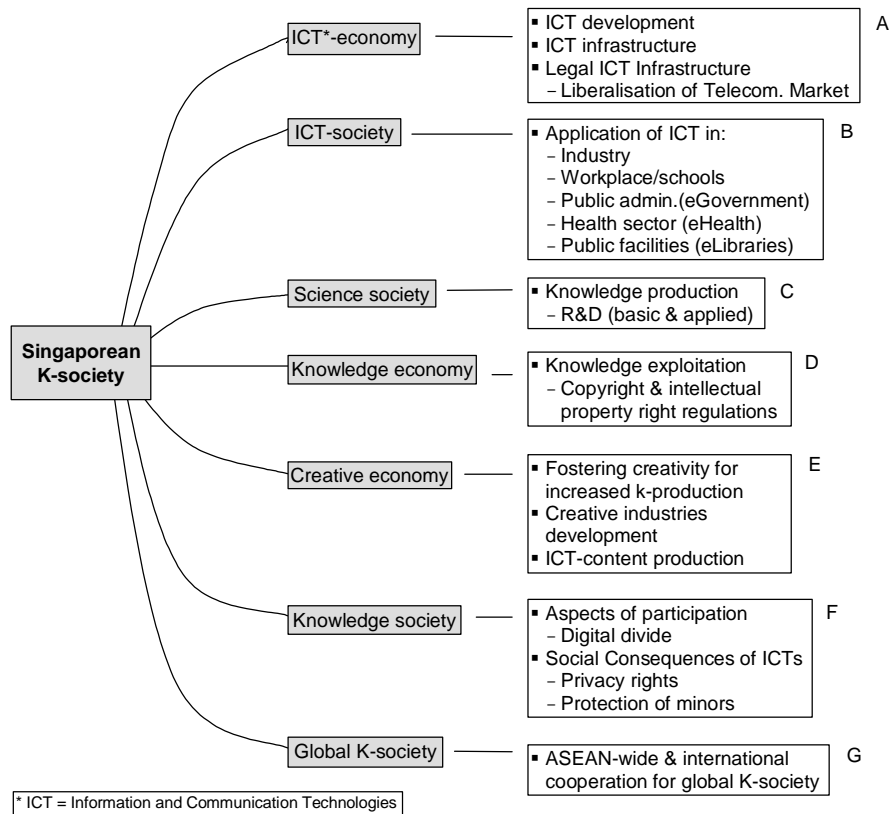 ICT*-economy
▪ ICT development
▪ ICT infrastructure
▪ Legal ICT Infrastructure
– Liberalisation of Telecom. Market
A
ICT-society
▪ Application of ICT in:
– Industry
– Workplace/schools
– Public admin.(eGovernment)
– Health sector (eHealth)
– Public facilities (eLibraries)
B
Science society
▪ Knowledge production
– R&D (basic & applied)
C
Singaporean
K-society
Knowledge economy
▪ Knowledge exploitation
– Copyright & intellectual
property right regulations
D
Creative economy
▪ Fostering creativity for
increased k-production
▪ Creative industries
development
▪ ICT-content production
E
Knowledge society
▪ Aspects of participation
– Digital divide
▪ Social Consequences of ICTs
– Privacy rights
– Protection of minors
F
Global K-society
▪ ASEAN-wide & international
cooperation for global K-society
G
* ICT = Information and Communication Technologies